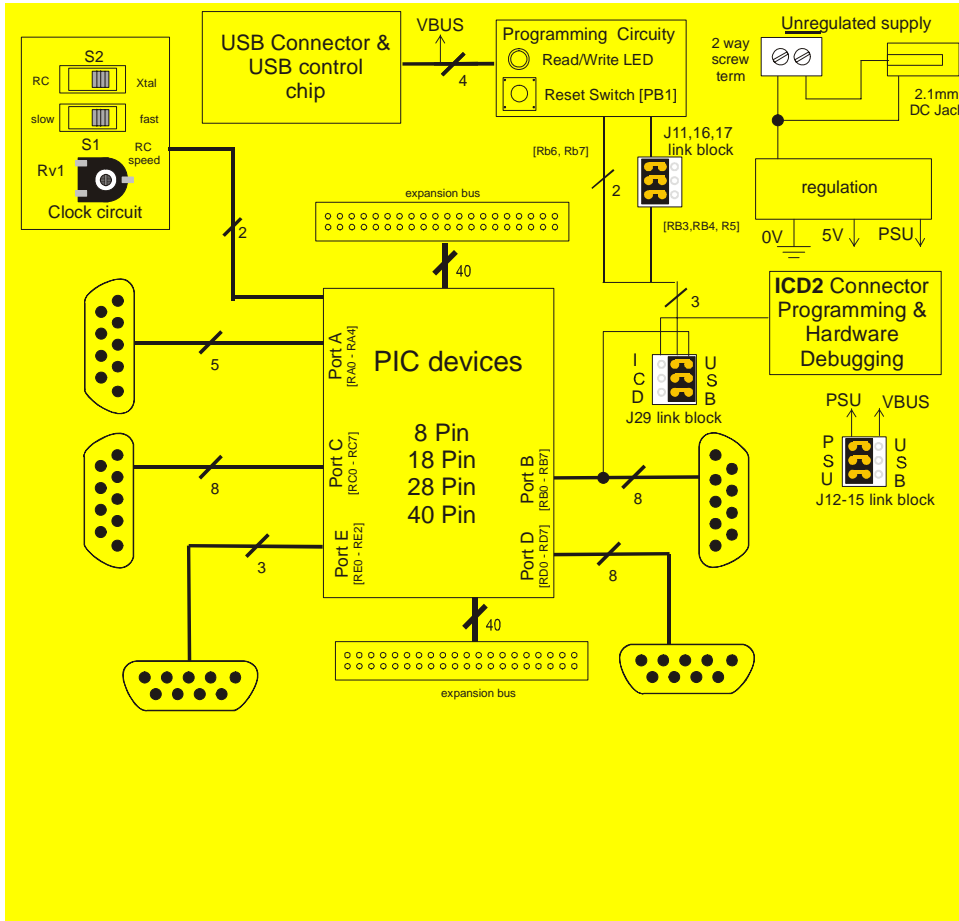 S2
RC
Xtal
slow
fast
S1
RC
speed
Rv1
Clock circuit
2
USB Connector &
USB control
chip
VBUS
4
Programming Circuity
Read/Write LED
Reset Switch [PB1]
[Rb6, Rb7]
2
J11,16,17
link block
[RB3,RB4, R5]
3
Unregulated supply
2 way
screw
term
2.1mm
DC Jack
regulation
0V
5V
PSU
ICD2 Connector
Programming &
Hardware
Debugging
I
C
D
U
S
B
J29 link block
PSU
VBUS
P
S
U
U
S
B
J12-15 link block
expansion bus
40
PIC devices
8 Pin
18 Pin
28 Pin
40 Pin
Port A
[RA0 - RA4]
5
Port C
[RC0 - RC7]
8
Port E
[RE0 - RE2]
3
Port B
[RB0 - RB7]
8
Port D
[RD0 - RD7]
8
40
expansion bus